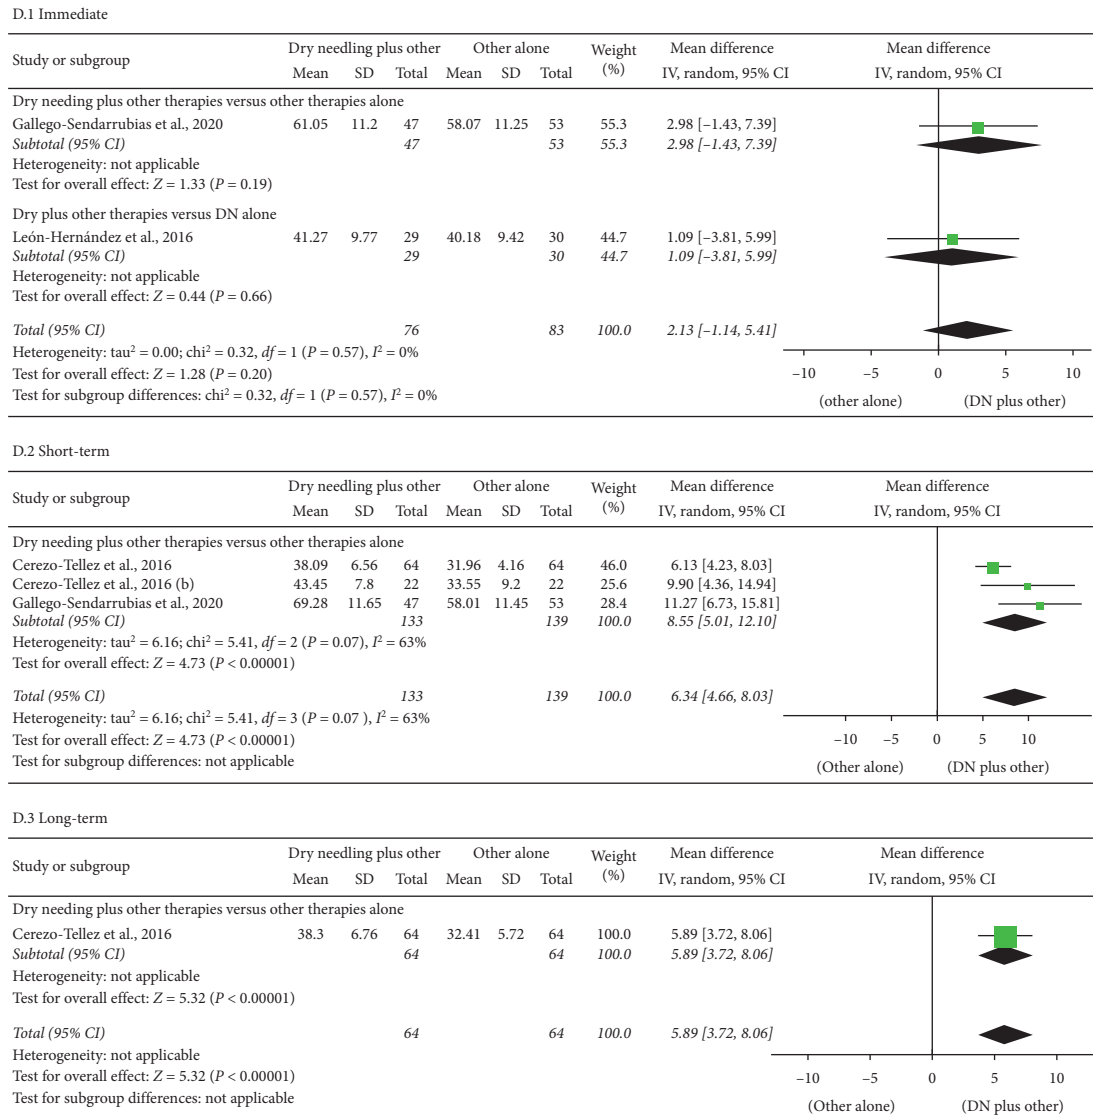 D.1 Immediate
Study or subgroup Dry needling plus other Other alone Weight (%) Mean difference Mean difference
Mean SD Total Mean SD Total IV, random, 95% CI IV, random, 95% CI
Dry needing plus other therapies versus other therapies alone
Gallego-Sendarrubias et al., 2020 61.05 11.2 47 58.07 11.25 53 55.3 2.98 [−1.43, 7.39]
Subtotal (95% CI) 47 53 55.3 2.98 [−1.43, 7.39]
Heterogeneity: not applicable
Test for overall effect: Z = 1.33 (P = 0.19)
Dry plus other therapies versus DN alone
León-Hernández et al., 2016 41.27 9.77 29 40.18 9.42 30 44.7 1.09 [−3.81, 5.99]
Subtotal (95% CI) 29 30 44.7 1.09 [−3.81, 5.99]
Heterogeneity: not applicable
Test for overall effect: Z = 0.44 (P = 0.66)
Total (95% CI) 76 83 100.0 2.13 [−1.14, 5.41]
Heterogeneity: tau² = 0.00; chi² = 0.32, df = 1 (P = 0.57), I² = 0%
Test for overall effect: Z = 1.28 (P = 0.20)
Test for subgroup differences: chi² = 0.32, df = 1 (P = 0.57), I² = 0%
−10 −5 0 5 10
(other alone) (DN plus other)
D.2 Short-term
Study or subgroup Dry needling plus other Other alone Weight (%) Mean difference Mean difference
Mean SD Total Mean SD Total IV, random, 95% CI IV, random, 95% CI
Dry needling plus other therapies versus other therapies alone
Cerezo-Tellez et al., 2016 38.09 6.56 64 31.96 4.16 64 46.0 6.13 [4.23, 8.03]
Cerezo-Tellez et al., 2016 (b) 43.45 7.8 22 33.55 9.2 22 25.6 9.90 [4.36, 14.94]
Gallego-Sendarrubias et al., 2020 69.28 11.65 47 58.01 11.45 53 28.4 11.27 [6.73, 15.81]
Subtotal (95% CI) 133 139 100.0 8.55 [5.01, 12.10]
Heterogeneity: tau² = 6.16; chi² = 5.41, df = 2 (P = 0.07), I² = 63%
Test for overall effect: Z = 4.73 (P < 0.00001)
Total (95% CI) 133 139 100.0 6.34 [4.66, 8.03]
Heterogeneity: tau² = 6.16; chi² = 5.41, df = 3 (P = 0.07 ), I² = 63%
Test for overall effect: Z = 4.73 (P < 0.00001)
Test for subgroup differences: not applicable
−10 −5 0 5 10
(Other alone) (DN plus other)
D.3 Long-term
Study or subgroup Dry needling plus other Other alone Weight (%) Mean difference Mean difference
Mean SD Total Mean SD Total IV, random, 95% CI IV, random, 95% CI
Dry needling plus other therapies versus other therapies alone
Cerezo-Tellez et al., 2016 38.3 6.76 64 32.41 5.72 64 100.0 5.89 [3.72, 8.06]
Subtotal (95% CI) 64 64 100.0 5.89 [3.72, 8.06]
Heterogeneity: not applicable
Test for overall effect: Z = 5.32 (P < 0.00001)
Total (95% CI) 64 64 100.0 5.89 [3.72, 8.06]
Heterogeneity: not applicable
Test for overall effect: Z = 5.32 (P < 0.00001)
Test for subgroup differences: not applicable
−10 −5 0 5 10
(Other alone) (DN plus other)